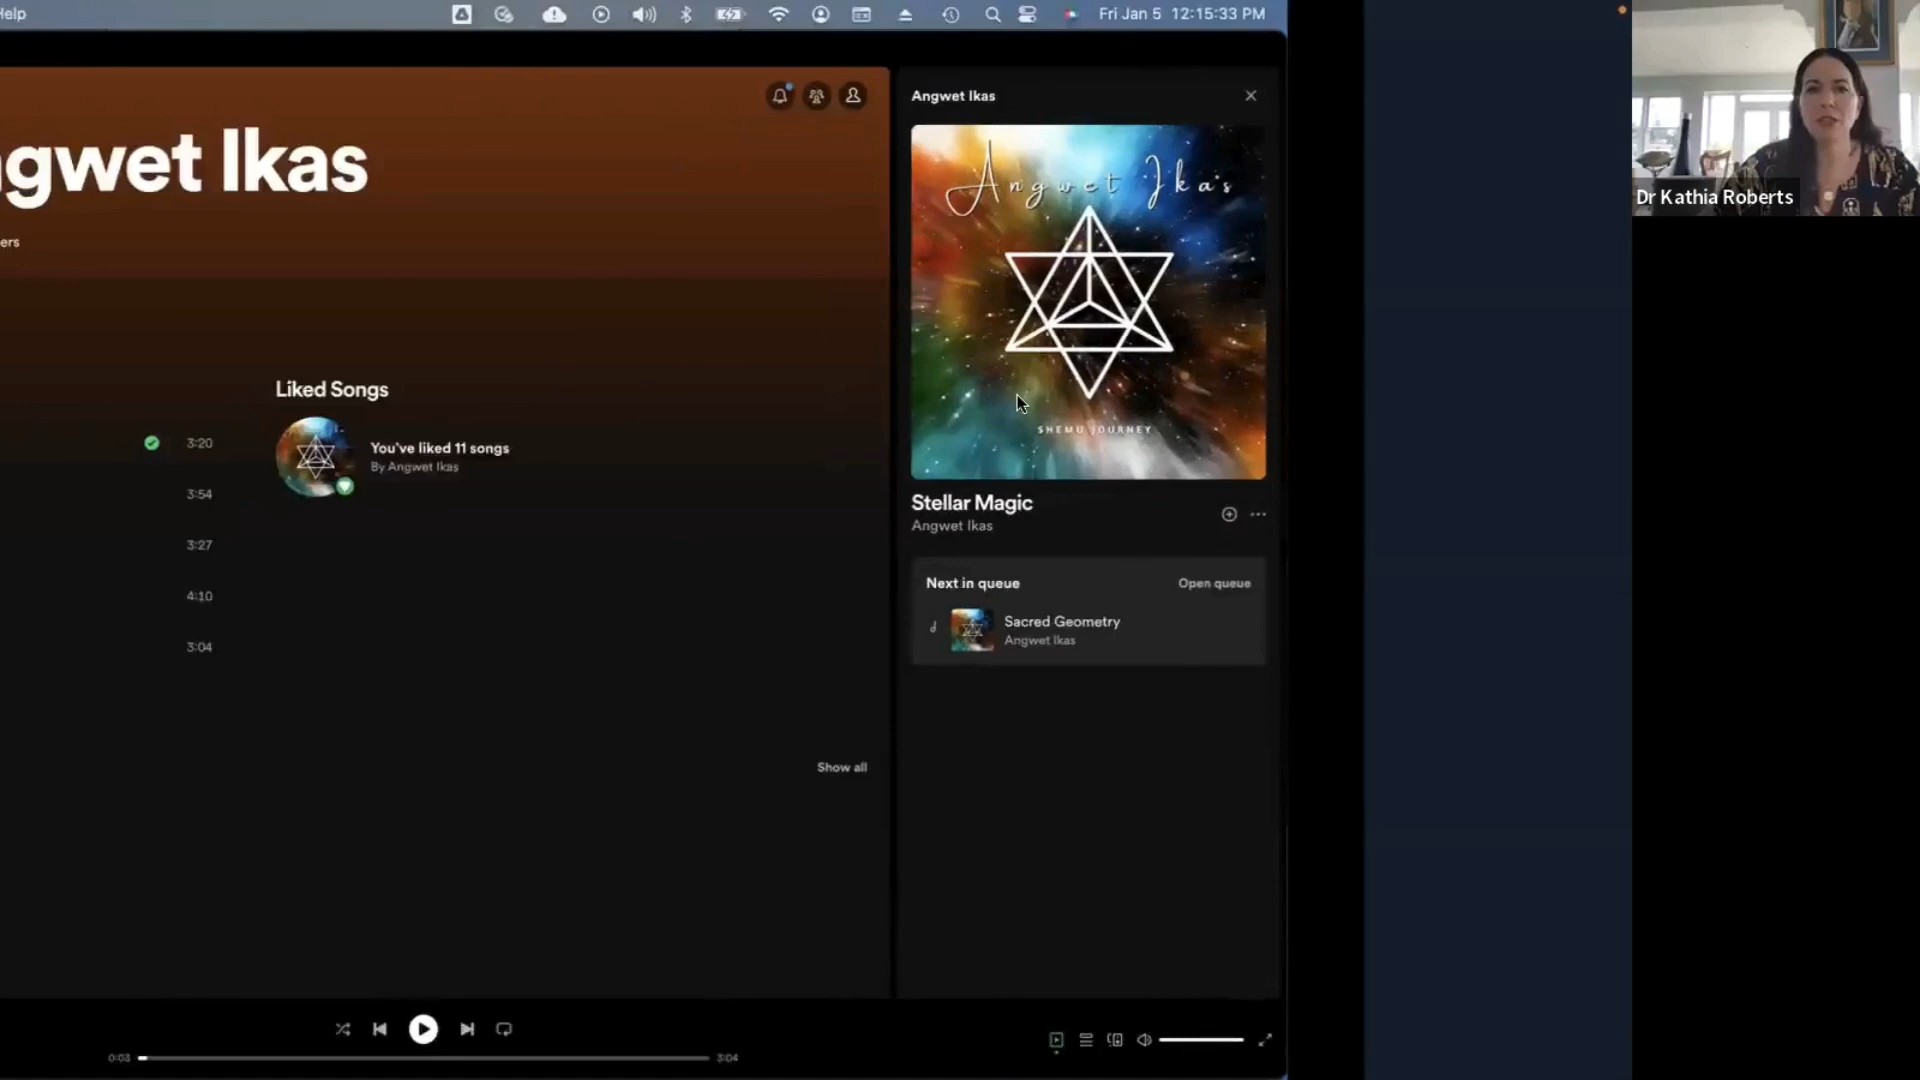 Help
Fri Jan 5 12:15:33 PM
ngwet Ikas
ers
Liked Songs
You've liked 11 songs
By Angwet Ikas
3:20
3:54
3:27
4:10
3:04
Show all
Angwet Ikas
Angwet Ikas
SHEMU JOURNEY
Stellar Magic
Angwet Ikas
Next in queue
Open queue
Sacred Geometry
Angwet Ikas
0:03
3:04
Dr Kathia Roberts